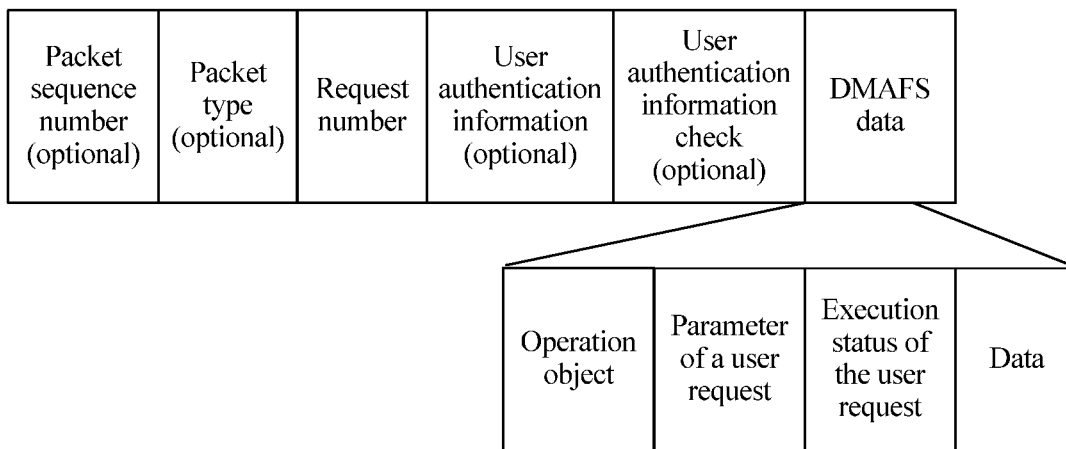 Packet
sequence
number
(optional)
Packet
type
(optional)
Request
number
User
authentication
information
(optional)
User
authentication
information
check
(optional)
DMAFS
data
Operation
object
Parameter
of a user
request
Execution
status of
the user
request
Data